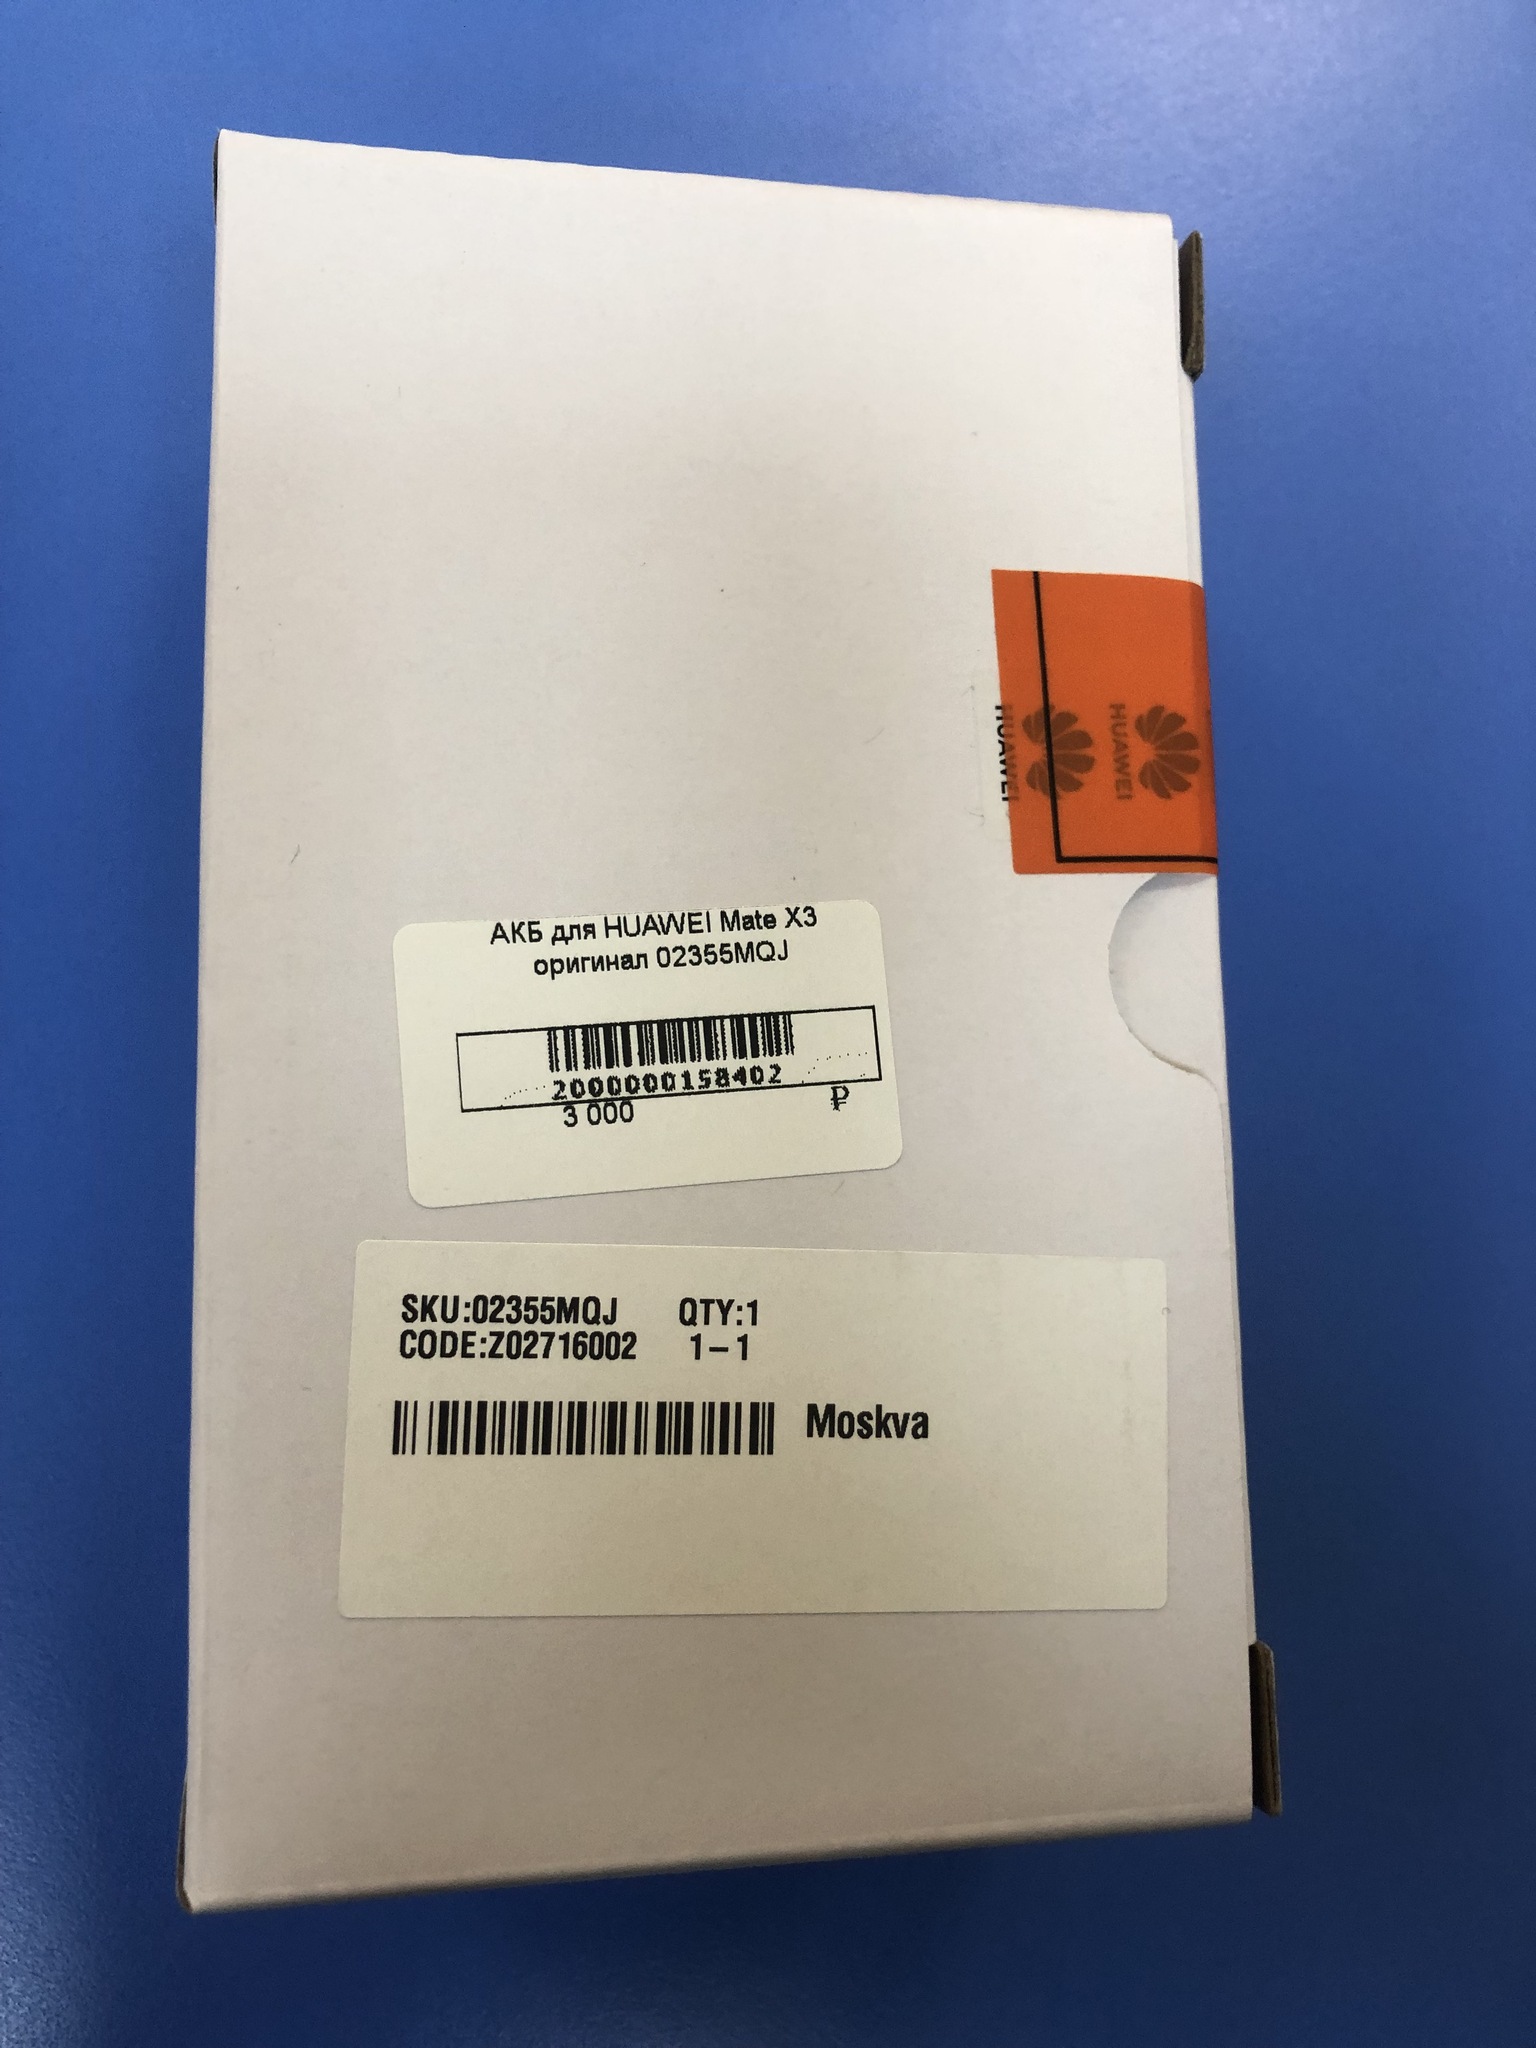 HUAWEI
HUAWEI
АКБ для HUAWEI Mate X3
оригинал 02355MQJ
2000000158402
3 000 ₽
SKU:02355MQJ QTY:1
CODE:Z02716002 1-1
Moskva